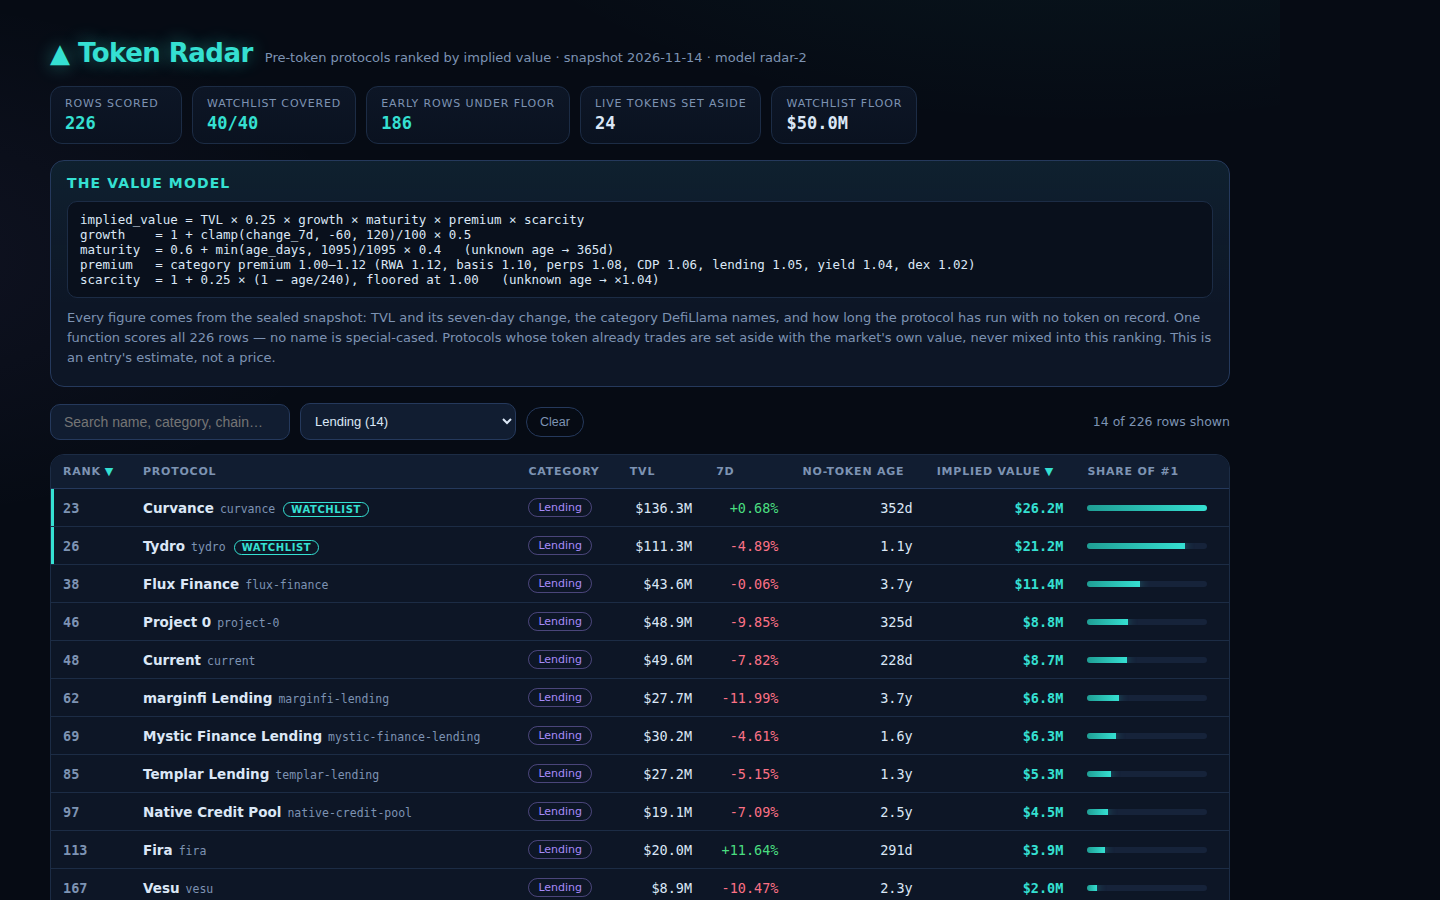 ▲ Token Radar Pre-token protocols ranked by implied value · snapshot 2026-11-14 · model radar-2
ROWS SCORED WATCHLIST COVERED EARLY ROWS UNDER FLOOR LIVE TOKENS SET ASIDE WATCHLIST FLOOR
226 40/40 186 24 $50.0M
THE VALUE MODEL
implied_value = TVL × 0.25 × growth × maturity × premium × scarcity
growth = 1 + clamp(change_7d, -60, 120)/100 × 0.5
maturity = 0.6 + min(age_days, 1095)/1095 × 0.4 (unknown age → 365d)
premium = category premium 1.00–1.12 (RWA 1.12, basis 1.10, perps 1.08, CDP 1.06, lending 1.05, yield 1.04, dex 1.02)
scarcity = 1 + 0.25 × (1 − age/240), floored at 1.00 (unknown age → ×1.04)
Every figure comes from the sealed snapshot: TVL and its seven-day change, the category DefiLlama names, and how long the protocol has run with no token on record. One
function scores all 226 rows — no name is special-cased. Protocols whose token already trades are set aside with the market's own value, never mixed into this ranking. This is
an entry's estimate, not a price.
Search name, category, chain… Lending (14) Clear 14 of 226 rows shown
RANK ▼ PROTOCOL CATEGORY TVL 7D NO-TOKEN AGE IMPLIED VALUE ▼ SHARE OF #1
23 Curvance curvance WATCHLIST Lending $136.3M +0.68% 352d $26.2M
26 Tydro tydro WATCHLIST Lending $111.3M -4.89% 1.1y $21.2M
38 Flux Finance flux-finance Lending $43.6M -0.06% 3.7y $11.4M
46 Project 0 project-0 Lending $48.9M -9.85% 325d $8.8M
48 Current current Lending $49.6M -7.82% 228d $8.7M
62 marginfi Lending marginfi-lending Lending $27.7M -11.99% 3.7y $6.8M
69 Mystic Finance Lending mystic-finance-lending Lending $30.2M -4.61% 1.6y $6.3M
85 Templar Lending templar-lending Lending $27.2M -5.15% 1.3y $5.3M
97 Native Credit Pool native-credit-pool Lending $19.1M -7.09% 2.5y $4.5M
113 Fira fira Lending $20.0M +11.64% 291d $3.9M
167 Vesu vesu Lending $8.9M -10.47% 2.3y $2.0M